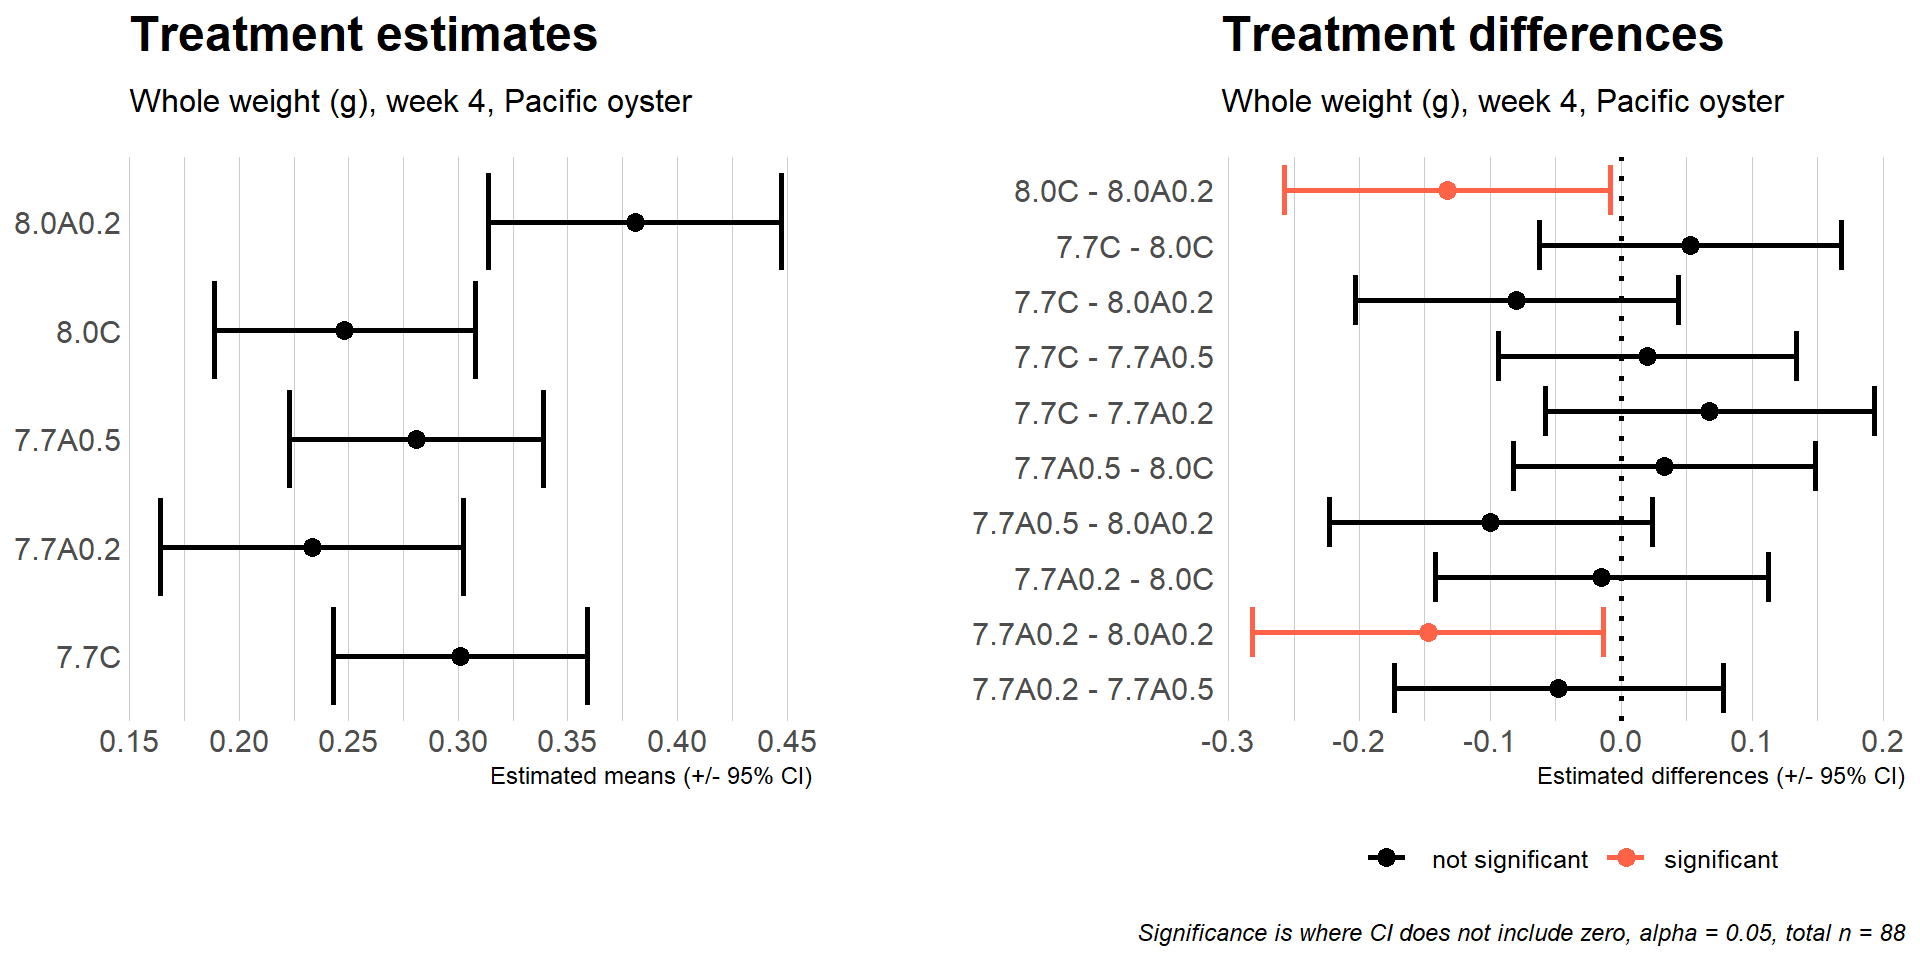 Treatment estimates
Whole weight (g), week 4, Pacific oyster
8.0A0.2
8.0C
7.7A0.5
7.7A0.2
7.7C
0.15 0.20 0.25 0.30 0.35 0.40 0.45
Estimated means (+/- 95% CI)
Treatment differences
Whole weight (g), week 4, Pacific oyster
8.0C - 8.0A0.2
7.7C - 8.0C
7.7C - 8.0A0.2
7.7C - 7.7A0.5
7.7C - 7.7A0.2
7.7A0.5 - 8.0C
7.7A0.5 - 8.0A0.2
7.7A0.2 - 8.0C
7.7A0.2 - 8.0A0.2
7.7A0.2 - 7.7A0.5
-0.3 -0.2 -0.1 0.0 0.1 0.2
Estimated differences (+/- 95% CI)
not significant significant
Significance is where CI does not include zero, alpha = 0.05, total n = 88